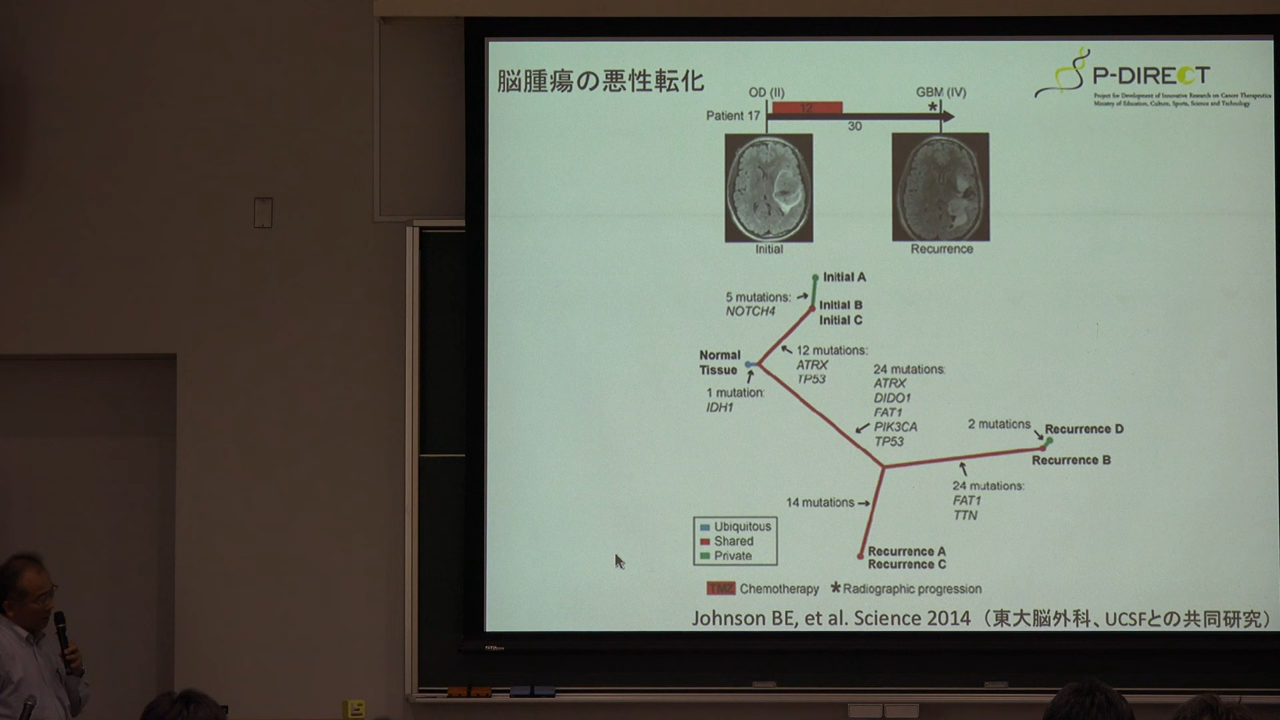 脳腫瘍の悪性転化
P-DIRECT
Project for Development of Innovative Research on Cancer Therapeutics
Ministry of Education, Culture, Sports, Science and Technology
OD (II)
GBM (IV)
Patient 17
12
*
30
Initial
Recurrence
Initial A
5 mutations:
NOTCH4
Initial B
Initial C
Normal
Tissue
12 mutations:
ATRX
TP53
1 mutation:
IDH1
24 mutations:
ATRX
DIDO1
FAT1
PIK3CA
TP53
2 mutations
Recurrence D
Recurrence B
24 mutations:
FAT1
TTN
14 mutations
Recurrence A
Recurrence C
Ubiquitous
Shared
Private
TMZ Chemotherapy *Radiographic progression
Johnson BE, et al. Science 2014（東大脳外科、UCSFとの共同研究）